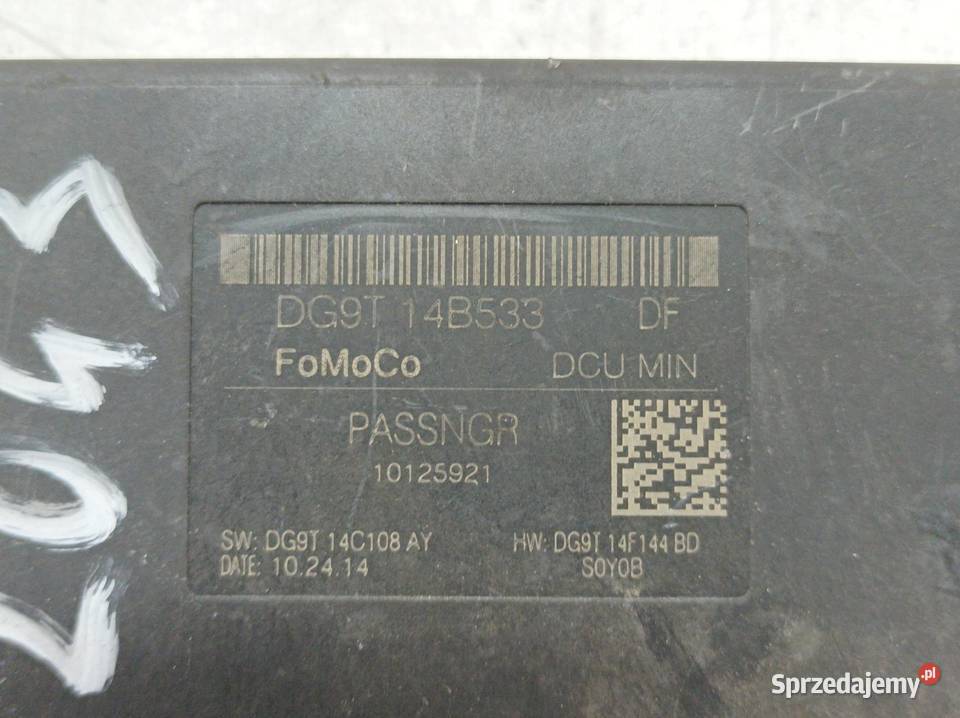 DG9T 14B533 DF
FoMoCo DCU MIN
PASSNGR
10125921
SW: DG9T 14C108 AY HW: DG9T 14F144 BD
DATE: 10.24.14 S0Y0B
Sprzedajemy.pl